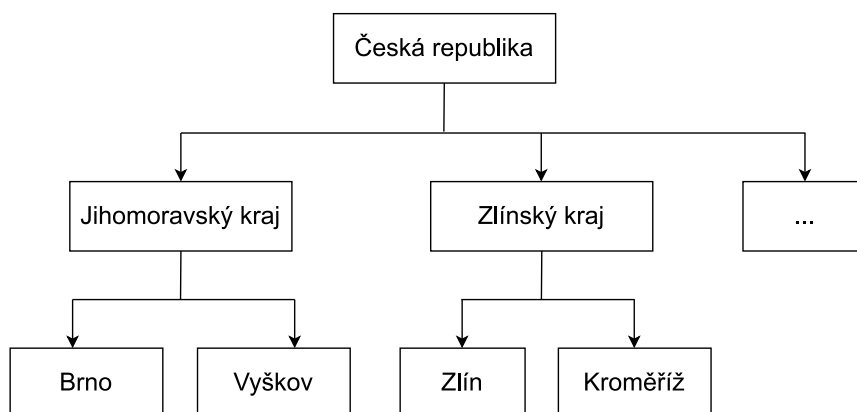 Česká republika
Jihomoravský kraj
Zlínský kraj
...
Brno
Vyškov
Zlín
Kroměříž